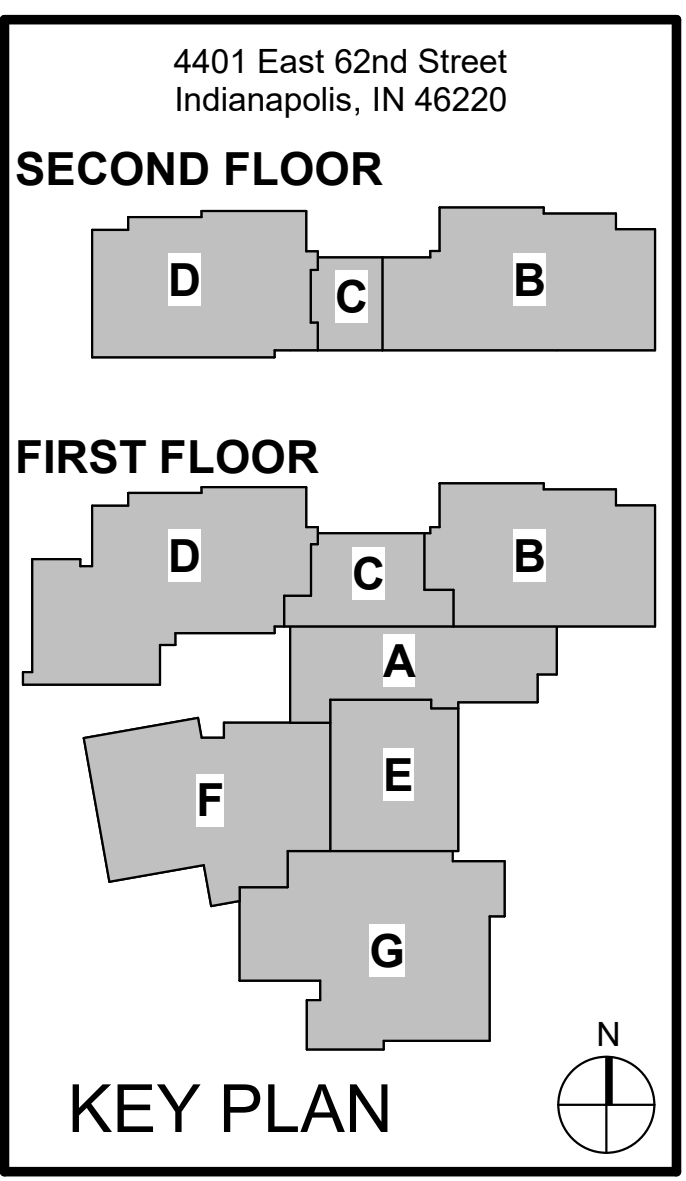 4401 East 62nd Street
Indianapolis, IN 46220
SECOND FLOOR
D
C
B
FIRST FLOOR
D
C
B
A
E
F
G
N
KEY PLAN